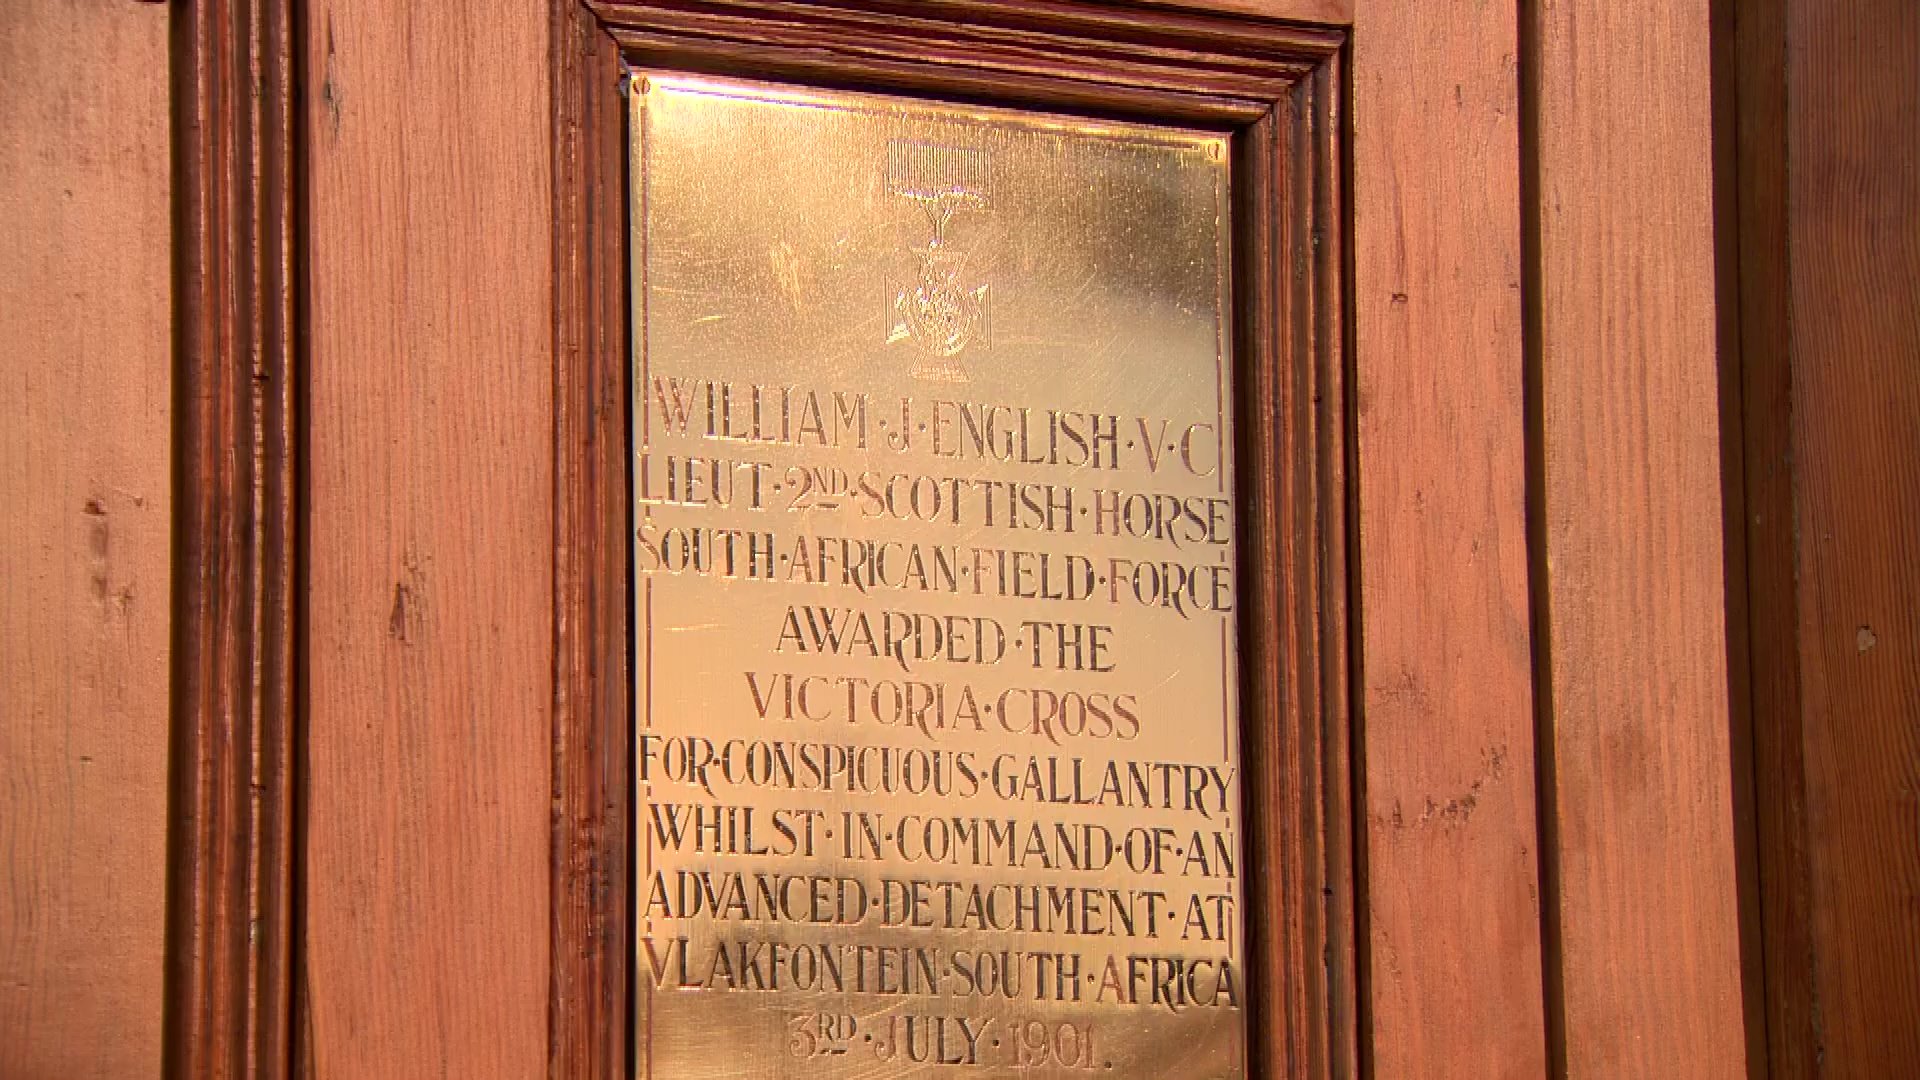 WILLIAM·J·ENGLISH·V·C
LIEUT·2ND·SCOTTISH·HORSE
SOUTH·AFRICAN·FIELD·FORCE
AWARDED·THE
VICTORIA·CROSS
FOR·CONSPICUOUS·GALLANTRY
WHILST·IN·COMMAND·OF·AN
ADVANCED·DETACHMENT·AT
VLAKFONTEIN·SOUTH·AFRICA
3RD·JULY·1901.